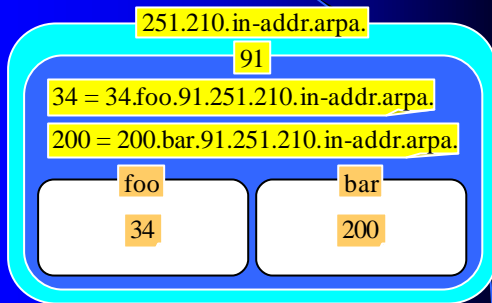 251.210.in-addr.arpa.
91
34 = 34.foo.91.251.210.in-addr.arpa.
200 = 200.bar.91.251.210.in-addr.arpa.
foo bar
34 200